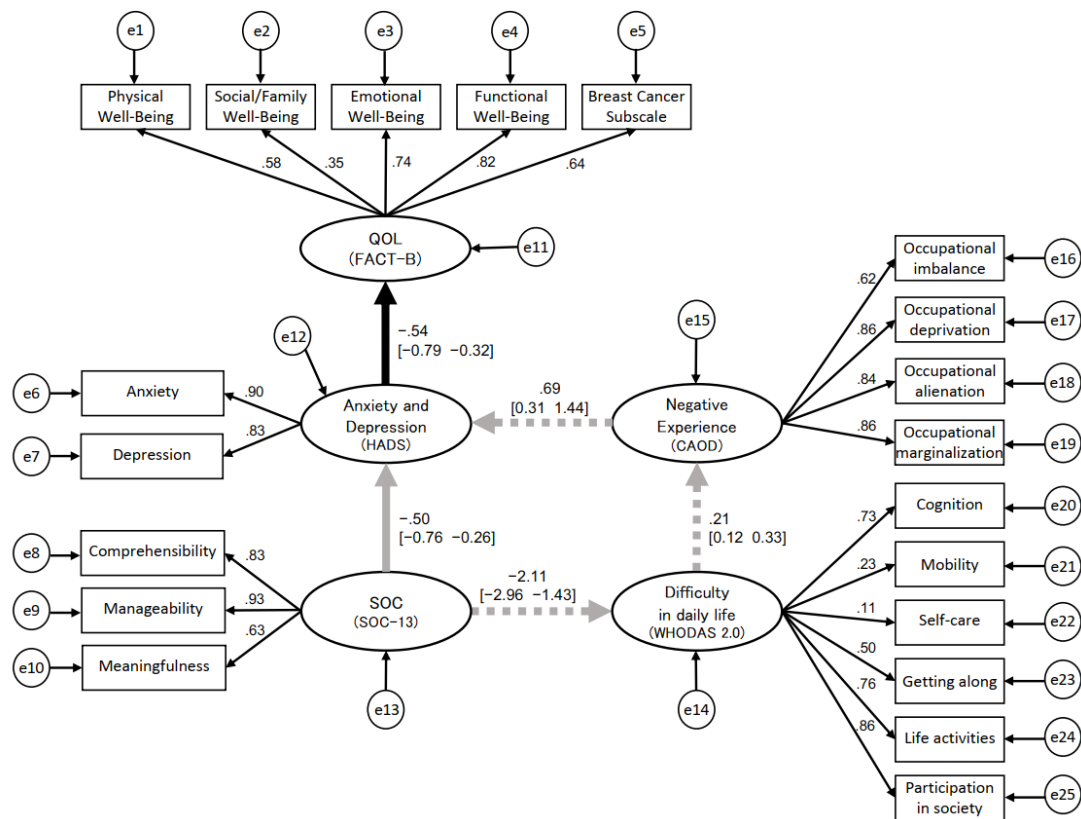 e1
e2
e3
e4
e5
Physical
Well-Being
Social/Family
Well-Being
Emotional
Well-Being
Functional
Well-Being
Breast Cancer
Subscale
.58
.35
.74
.82
.64
QOL
(FACT-B)
e11
−.54
[−0.79 −0.32]
e12
e15
e6
Anxiety
.90
e7
Depression
.83
Anxiety and
Depression
(HADS)
.69
[0.31 1.44]
Negative
Experience
(CAOD)
.62
Occupational
imbalance
e16
.86
Occupational
deprivation
e17
.84
Occupational
alienation
e18
.86
Occupational
marginalization
e19
−.50
[−0.76 −0.26]
.21
[0.12 0.33]
e8
Comprehensibility
.83
e9
Manageability
.93
e10
Meaningfulness
.63
SOC
(SOC-13)
e13
−2.11
[−2.96 −1.43]
Difficulty
in daily life
(WHODAS 2.0)
e14
.73
Cognition
e20
.23
Mobility
e21
.11
Self-care
e22
.50
Getting along
e23
.76
Life activities
e24
.86
Participation
in society
e25